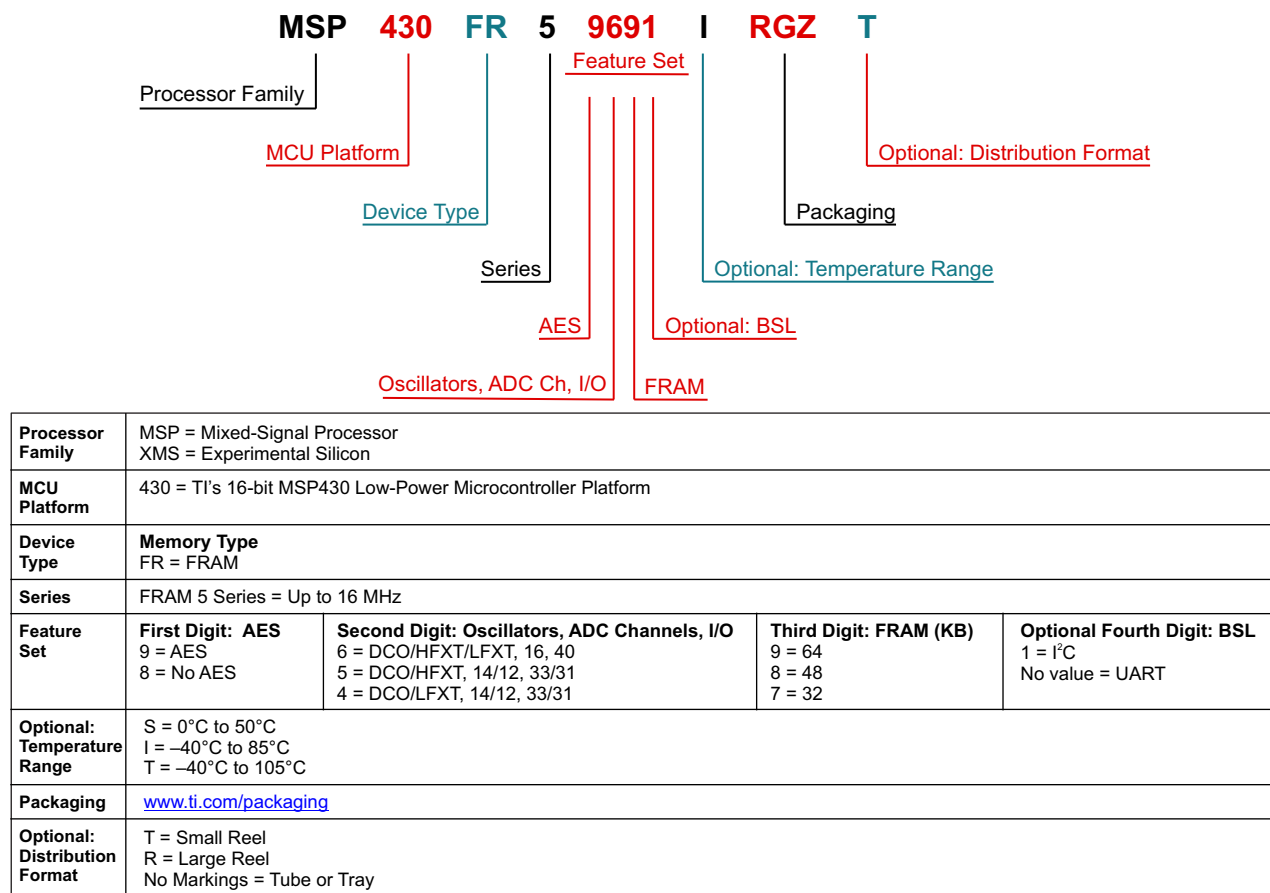 MSP 430 FR 5 9691 I RGZ T
Feature Set
Processor Family
MCU Platform
Optional: Distribution Format
Device Type
Packaging
Series
Optional: Temperature Range
AES
Optional: BSL
Oscillators, ADC Ch, I/O
FRAM
Processor Family
MSP = Mixed-Signal Processor
XMS = Experimental Silicon
MCU Platform
430 = TI's 16-bit MSP430 Low-Power Microcontroller Platform
Device Type
Memory Type
FR = FRAM
Series
FRAM 5 Series = Up to 16 MHz
Feature Set
First Digit: AES
9 = AES
8 = No AES
Second Digit: Oscillators, ADC Channels, I/O
6 = DCO/HFXT/LFXT, 16, 40
5 = DCO/HFXT, 14/12, 33/31
4 = DCO/LFXT, 14/12, 33/31
Third Digit: FRAM (KB)
9 = 64
8 = 48
7 = 32
Optional Fourth Digit: BSL
1 = I²C
No value = UART
Optional: Temperature Range
S = 0°C to 50°C
I = –40°C to 85°C
T = –40°C to 105°C
Packaging
www.ti.com/packaging
Optional: Distribution Format
T = Small Reel
R = Large Reel
No Markings = Tube or Tray